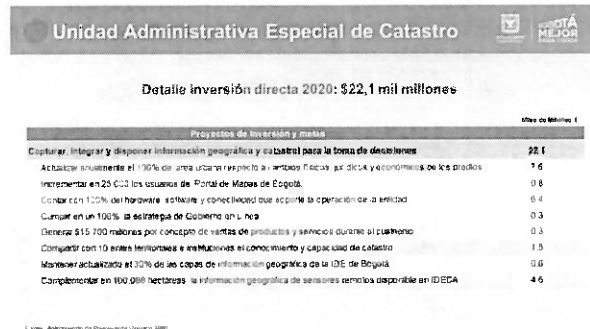 Unidad Administrativa Especial de Catastro
BOGOTÁ
MEJOR
Detalle inversión directa 2020: $22,1 mil millones
Miles de Millones $
Proyectos de inversión y metas
Capturar, integrar y disponer información geográfica y catastral para la toma de decisiones 22.1
Actualizar anualmente el 100% del área urbana respecto a cambios físicos, jurídicos y económicos de los predios 7.6
Incrementar en 25.000 los usuarios de Portal de Mapas de Bogotá. 0.8
Contar con 100% del hardware, software y conectividad que soporte la operación de la entidad 6.4
Cumplir en un 100% la estrategia de Gobierno en Línea 0.3
Generar $15.700 millones por concepto de ventas de productos y servicios durante el cuatrienio 0.3
Compartir con 10 entes territoriales e instituciones el conocimiento y capacidad de catastro 1.5
Mantener actualizado el 30% de las capas de información geográfica de la IDE de Bogotá 0.6
Complementar en 160.000 hectáreas la información geográfica de sensores remotos disponible en IDECA 4.6